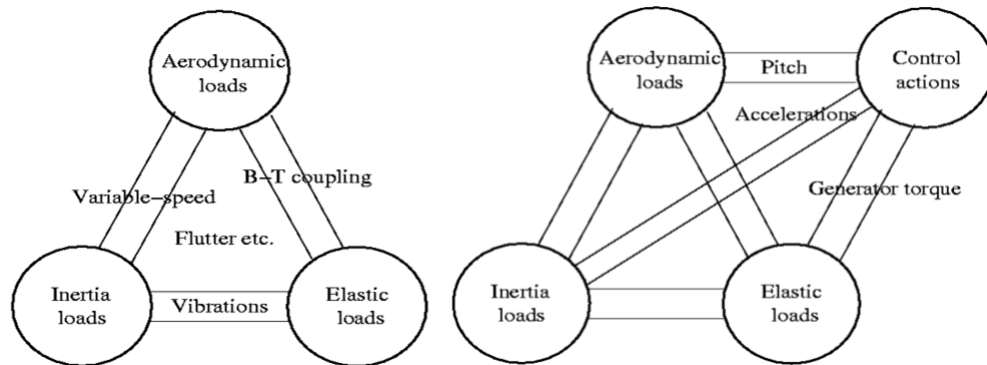 Aerodynamic
loads
B–T coupling
Variable–speed
Flutter etc.
Inertia
loads
Vibrations
Elastic
loads
Aerodynamic
loads
Pitch
Control
actions
Accelerations
Generator torque
Inertia
loads
Elastic
loads